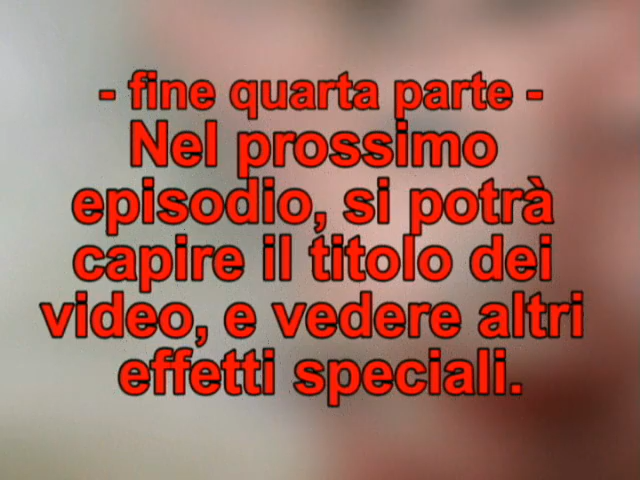 - fine quarta parte -
Nel prossimo
episodio, si potrà
capire il titolo dei
video, e vedere altri
effetti speciali.